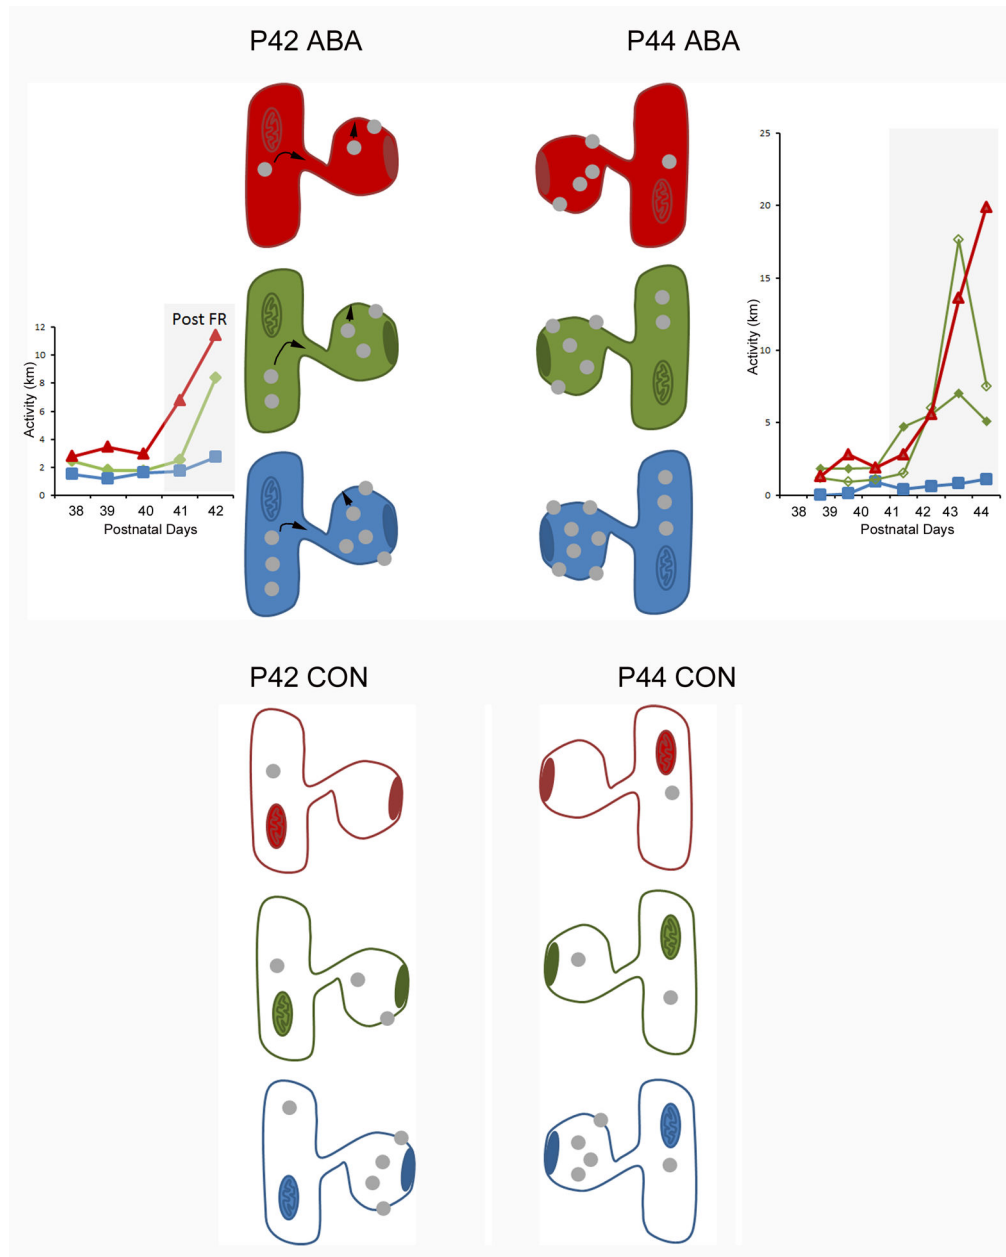 P42 ABA
P44 ABA
Post FR
12
10
8
6
4
2
0
Activity (km)
38 39 40 41 42
Postnatal Days
25
20
15
10
5
0
Activity (km)
38 39 40 41 42 43 44
Postnatal Days
P42 CON
P44 CON